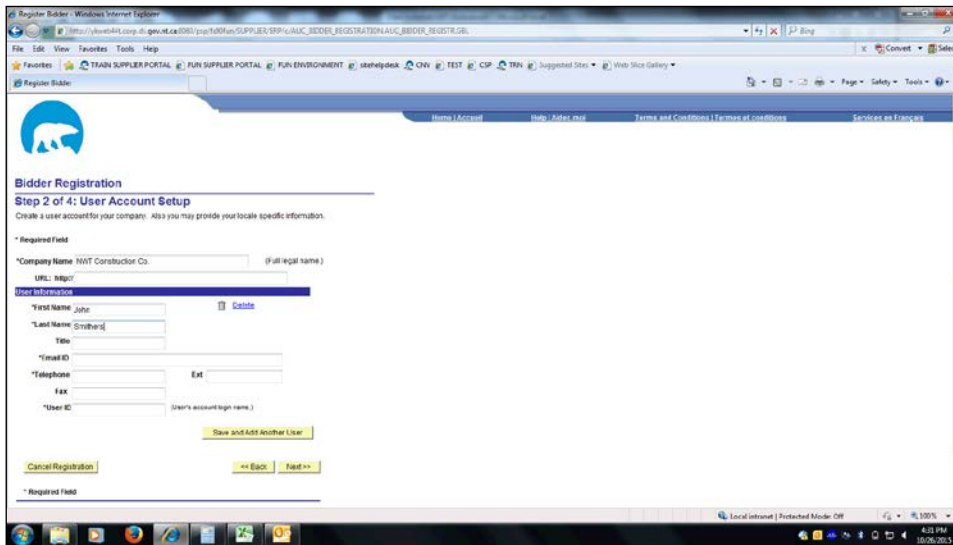 Register Bidder - Windows Internet Explorer
Bing
File Edit View Favorites Tools Help
Convert
Favorites TRAIN SUPPLIER PORTAL FUN SUPPLIER PORTAL FUN ENVIRONMENT sitehelpdesk CNV TEST CSP TRN Suggested Sites Web Slice Gallery
Register Bidder
Page Safety Tools
Home | Accueil Help | Aidez-moi Terms and Conditions | Termes et conditions Services en Français
Bidder Registration
Step 2 of 4: User Account Setup
Create a user account for your company. Also you may provide your locale specific information.
* Required Field
*Company Name NWT Construction Co. (Full legal name.)
URL: http://
User Information
*First Name John Delete
*Last Name Smithers
Title
*Email ID
*Telephone Ext
Fax
*User ID (User's account login name.)
Save and Add Another User
Cancel Registration << Back Next >>
* Required Field
Local intranet | Protected Mode: Off 100%
4:31 PM
10/26/2015